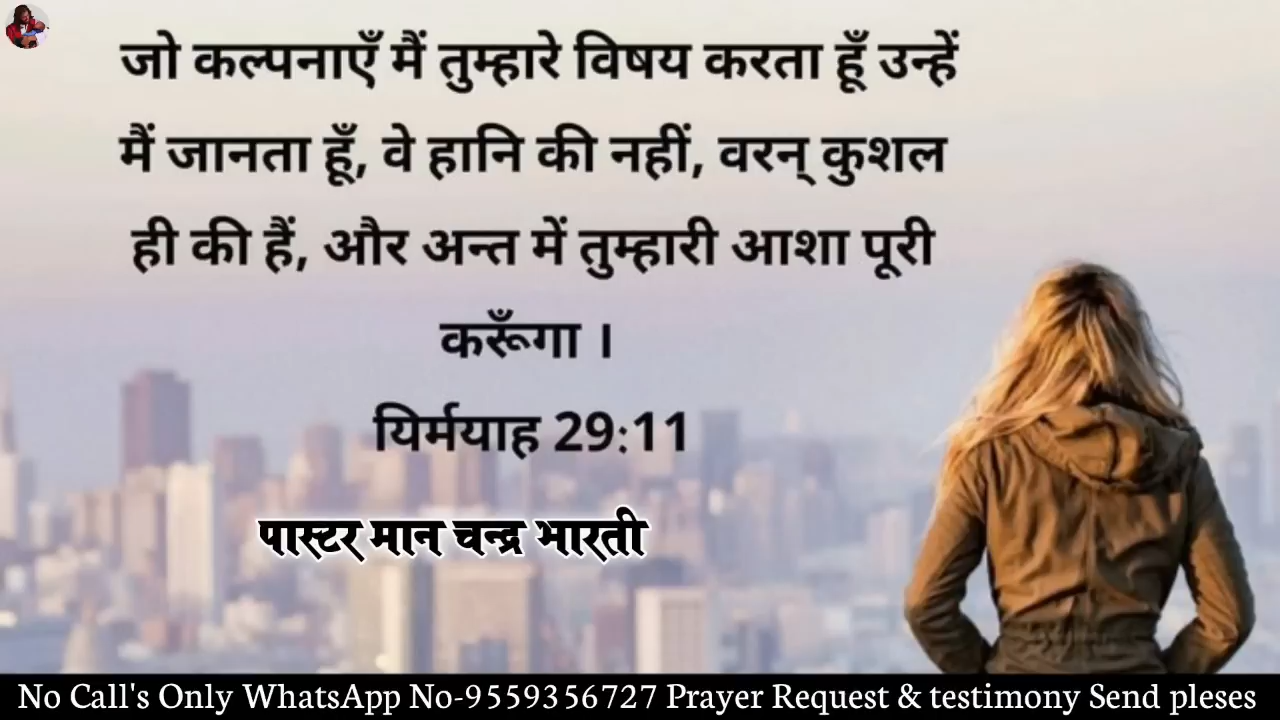 जो कल्पनाएँ मैं तुम्हारे विषय करता हूँ उन्हें
मैं जानता हूँ, वे हानि की नहीं, वरन् कुशल
ही की हैं, और अन्त में तुम्हारी आशा पूरी
करूँगा ।
यिर्मयाह 29:11
पास्टर मान चन्द्र भारती
No Call's Only WhatsApp No-9559356727 Prayer Request & testimony Send pleses